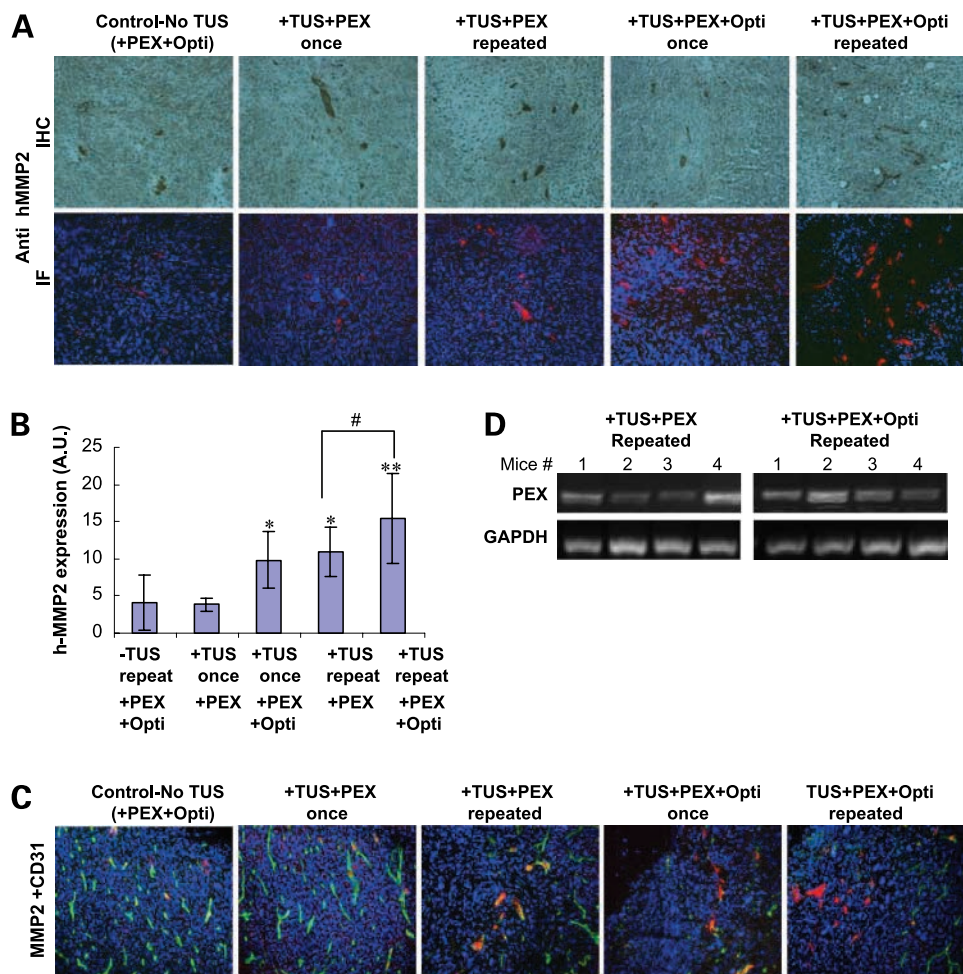 A
Control-No TUS (+PEX+Opti)
+TUS+PEX once
+TUS+PEX repeated
+TUS+PEX+Opti once
+TUS+PEX+Opti repeated
Anti hMMP2
IHC
IF
B
h-MMP2 expression (A.U.)
25
20
15
10
5
0
#
*
*
**
-TUS repeat +PEX +Opti
+TUS once +PEX
+TUS once +PEX +Opti
+TUS repeat +PEX
+TUS repeat +PEX +Opti
D
+TUS+PEX Repeated
+TUS+PEX+Opti Repeated
Mice # 1 2 3 4 1 2 3 4
PEX
GAPDH
C
Control-No TUS (+PEX+Opti)
+TUS+PEX once
+TUS+PEX repeated
+TUS+PEX+Opti once
TUS+PEX+Opti repeated
MMP2 +CD31